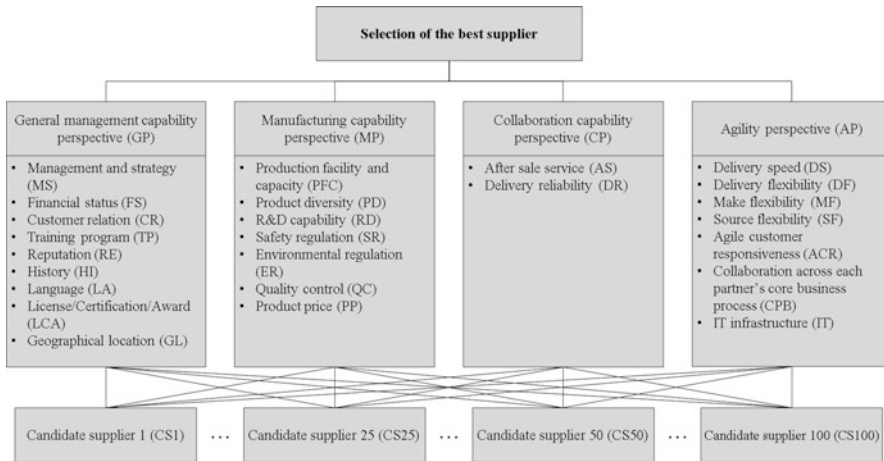 Selection of the best supplier
General management capability
perspective (GP)
• Management and strategy
(MS)
• Financial status (FS)
• Customer relation (CR)
• Training program (TP)
• Reputation (RE)
• History (HI)
• Language (LA)
• License/Certification/Award
(LCA)
• Geographical location (GL)
Manufacturing capability
perspective (MP)
• Production facility and
capacity (PFC)
• Product diversity (PD)
• R&D capability (RD)
• Safety regulation (SR)
• Environmental regulation
(ER)
• Quality control (QC)
• Product price (PP)
Collaboration capability
perspective (CP)
• After sale service (AS)
• Delivery reliability (DR)
Agility perspective (AP)
• Delivery speed (DS)
• Delivery flexibility (DF)
• Make flexibility (MF)
• Source flexibility (SF)
• Agile customer
responsiveness (ACR)
• Collaboration across each
partner's core business
process (CPB)
• IT infrastructure (IT)
Candidate supplier 1 (CS1) ... Candidate supplier 25 (CS25) ... Candidate supplier 50 (CS50) ... Candidate supplier 100 (CS100)